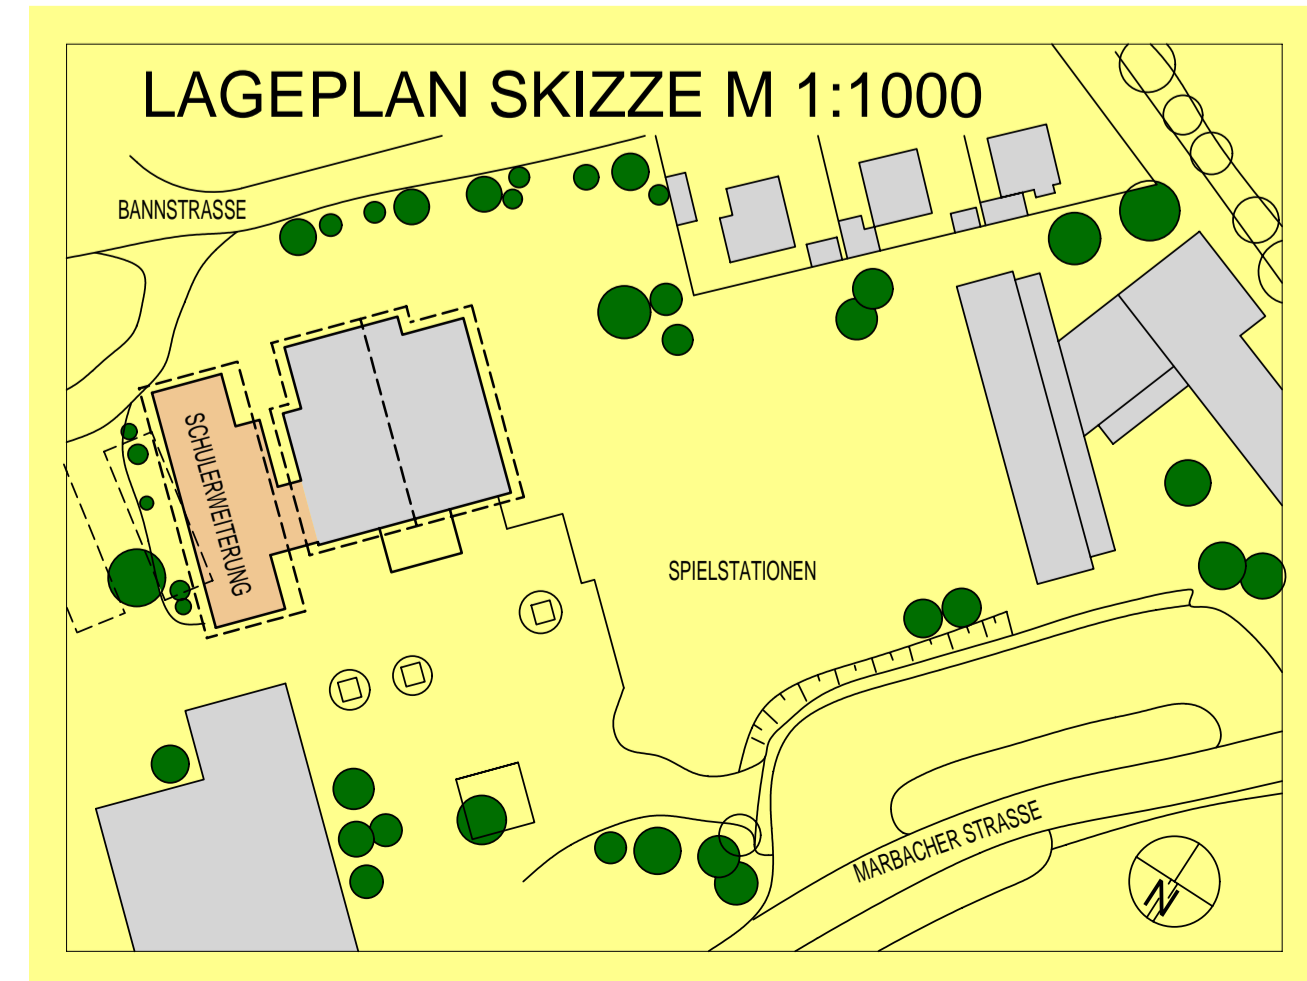 LAGEPLAN SKIZZE M 1:1000
BANNSTRASSE
SCHULERWEITERUNG
SPIELSTATIONEN
MARBACHER STRASSE
N